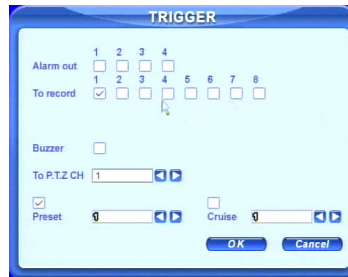 TRIGGER
1 2 3 4
Alarm out
1 2 3 4 5 6 7 8
To record
Buzzer
To P.T.Z CH 1
Preset 1 Cruise 1
OK Cancel